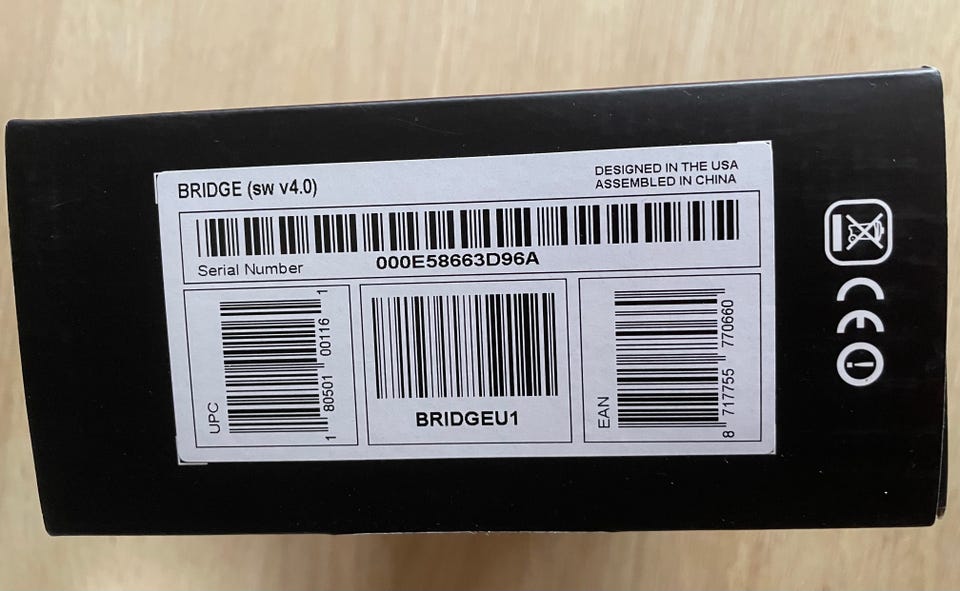 BRIDGE (sw v4.0)
DESIGNED IN THE USA
ASSEMBLED IN CHINA
Serial Number 000E58663D96A
UPC
1 80501 00116 1
BRIDGEU1
EAN
8 717755 770660
CE